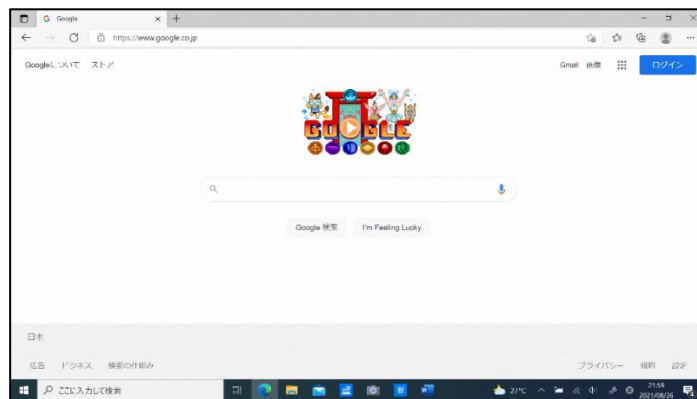 Google
https://www.google.co.jp
Googleについて ストア
Gmail 画像
ログイン
GOOGLE
Google 検索 I'm Feeling Lucky
日本
広告 ビジネス 検索の仕組み
プライバシー 規約 設定
ここに入力して検索
27°C
21:59
2021/08/26